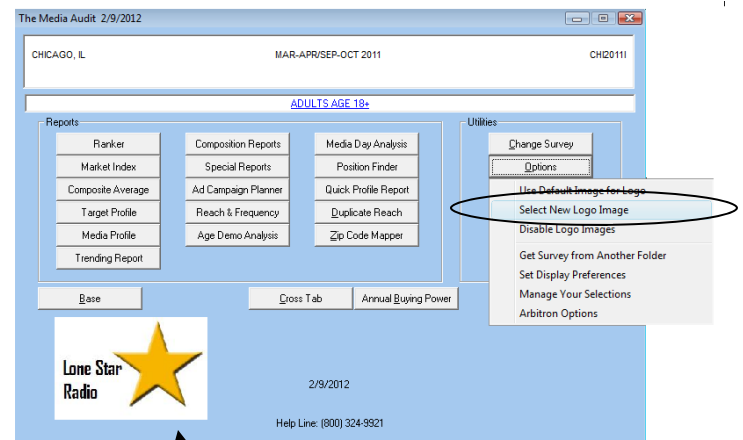 The Media Audit 2/9/2012
CHICAGO, IL MAR-APR/SEP-OCT 2011 CHI2011I
ADULTS AGE 18+
Reports Utilities
Ranker Composition Reports Media Day Analysis Change Survey
Market Index Special Reports Position Finder Options
Composite Average Ad Campaign Planner Quick Profile Report Use Default Image for Logo
Target Profile Reach & Frequency Duplicate Reach Select New Logo Image
Media Profile Age Demo Analysis Zip Code Mapper Disable Logo Images
Trending Report Get Survey from Another Folder
Set Display Preferences
Base Cross Tab Annual Buying Power Manage Your Selections
Arbitron Options
Lone Star
Radio
2/9/2012
Help Line: (800) 324-9921